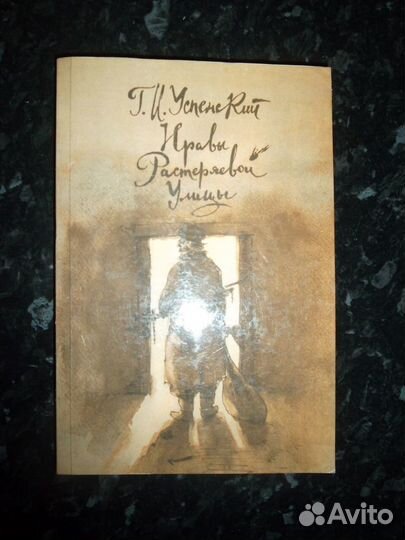 Г. И. Успенский
Нравы
Растеряевой
Улицы
Avito